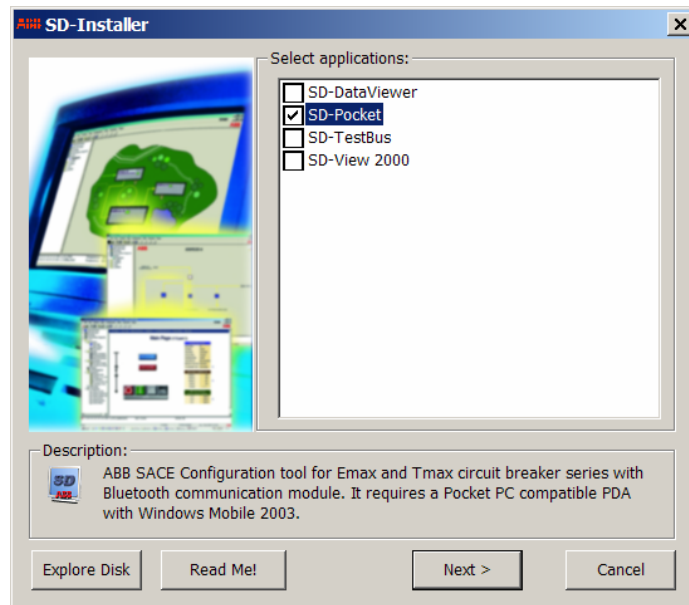 ABB SD-Installer
Select applications:
SD-DataViewer
SD-Pocket
SD-TestBus
SD-View 2000
Description:
SD
ABB
ABB SACE Configuration tool for Emax and Tmax circuit breaker series with
Bluetooth communication module. It requires a Pocket PC compatible PDA
with Windows Mobile 2003.
Explore Disk
Read Me!
Next >
Cancel